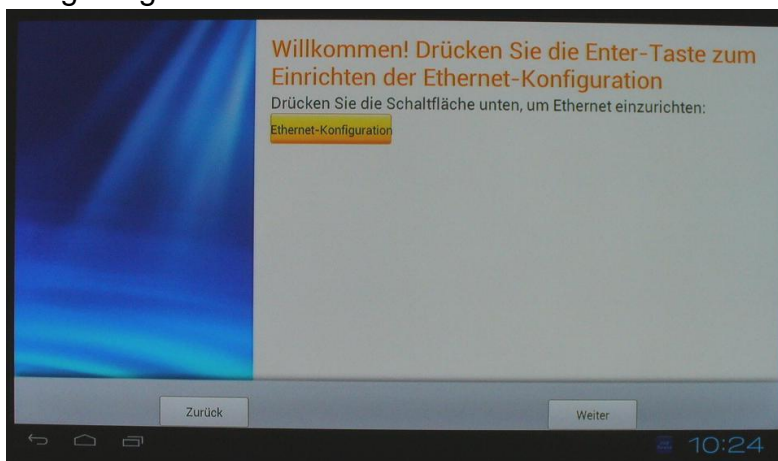 Willkommen! Drücken Sie die Enter-Taste zum
Einrichten der Ethernet-Konfiguration
Drücken Sie die Schaltfläche unten, um Ethernet einzurichten:
Ethernet-Konfiguration
Zurück
Weiter
10:24